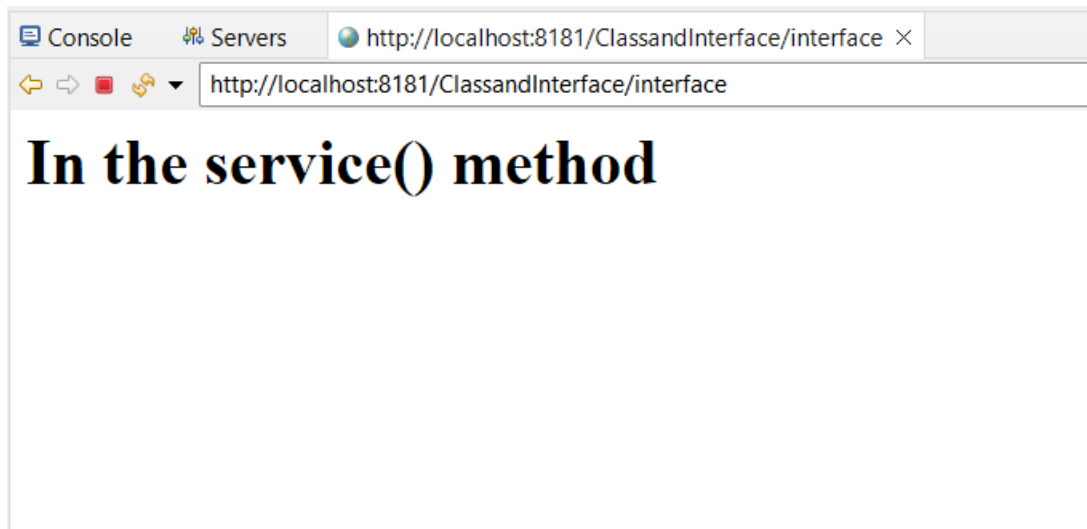 Console Servers http://localhost:8181/ClassandInterface/interface
http://localhost:8181/ClassandInterface/interface
In the service() method